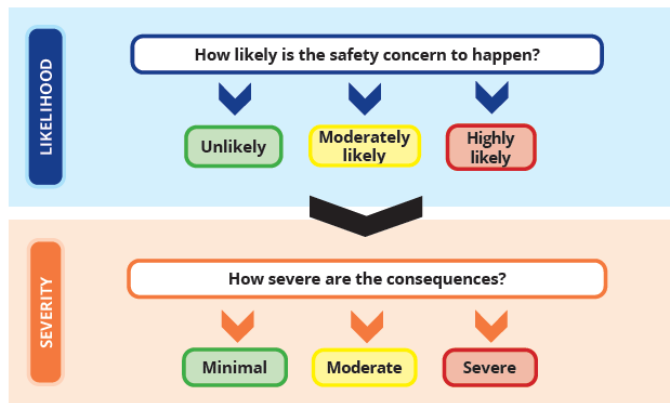 LIKELIHOOD
How likely is the safety concern to happen?
Unlikely
Moderately
likely
Highly
likely
SEVERITY
How severe are the consequences?
Minimal
Moderate
Severe